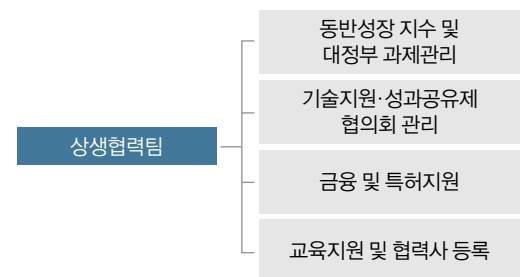 동반성장 지수 및
대정부 과제관리
기술지원·성과공유제
협의회 관리
상생협력팀
금융 및 특허지원
교육지원 및 협력사 등록